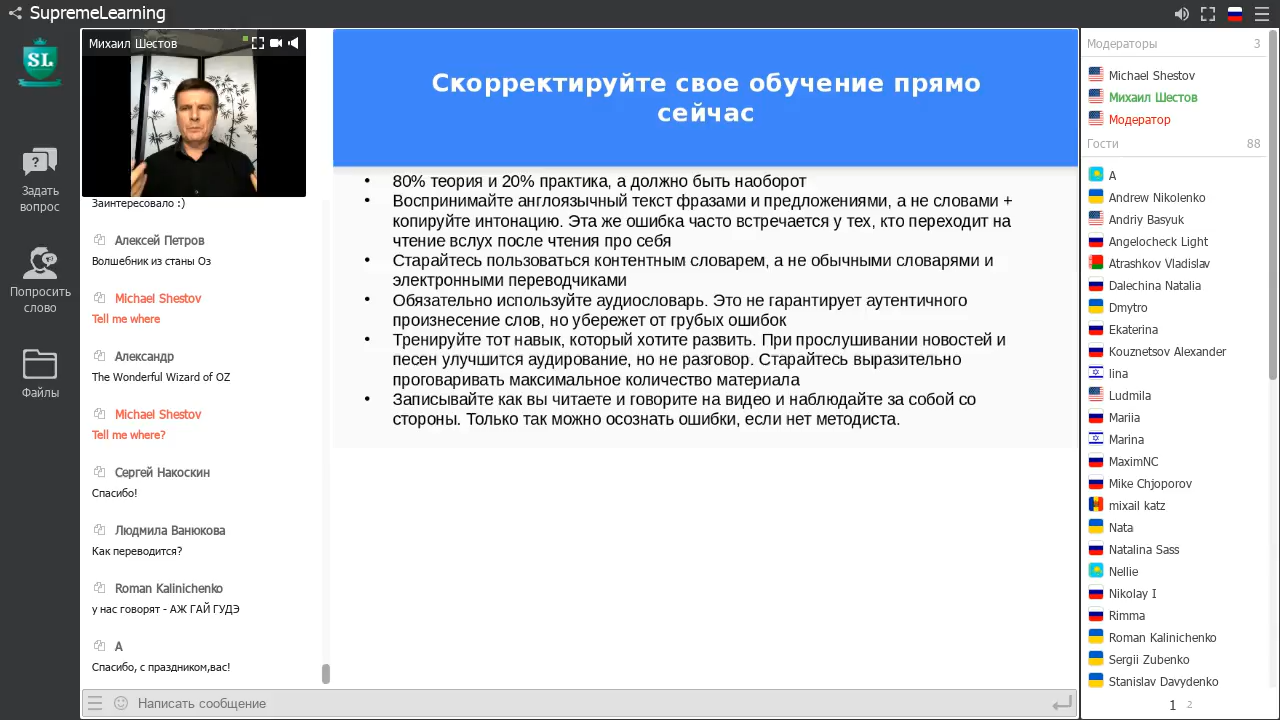 SupremeLearning
SL
Задать
вопрос
Попросить
слово
Файлы
Михаил Шестов
Заинтересовало :)
Алексей Петров
Волшебник из станы Оз
Michael Shestov
Tell me where
Александр
The Wonderful Wizard of OZ
Michael Shestov
Tell me where?
Сергей Накоскин
Спасибо!
Людмила Ванюкова
Как переводится?
Roman Kalinichenko
у нас говорят - АЖ ГАЙ ГУДЭ
A
Спасибо, с праздником,вас!
Написать сообщение
Скорректируйте свое обучение прямо
сейчас
• 80% теория и 20% практика, а должно быть наоборот
• Воспринимайте англоязычный текст фразами и предложениями, а не словами +
копируйте интонацию. Эта же ошибка часто встречается у тех, кто переходит на
чтение вслух после чтения про себя
• Старайтесь пользоваться контентным словарем, а не обычными словарями и
электронными переводчиками
• Обязательно используйте аудиословарь. Это не гарантирует аутентичного
произнесение слов, но убережет от грубых ошибок
• Тренируйте тот навык, который хотите развить. При прослушивании новостей и
песен улучшится аудирование, но не разговор. Старайтесь выразительно
проговаривать максимальное количество материала
• Записывайте как вы читаете и говорите на видео и наблюдайте за собой со
стороны. Только так можно осознать ошибки, если нет методиста.
Модераторы 3
Michael Shestov
Михаил Шестов
Модератор
Гости 88
A
Andrew Nikolenko
Andriy Basyuk
Angelocheck Light
Atrashkov Vladislav
Dalechina Natalia
Dmytro
Ekaterina
Kouznetsov Alexander
lina
Ludmila
Mariia
Marina
MaximNC
Mike Chjoporov
mixail katz
Nata
Natalina Sass
Nellie
Nikolay I
Rimma
Roman Kalinichenko
Sergii Zubenko
Stanislav Davydenko
1 2